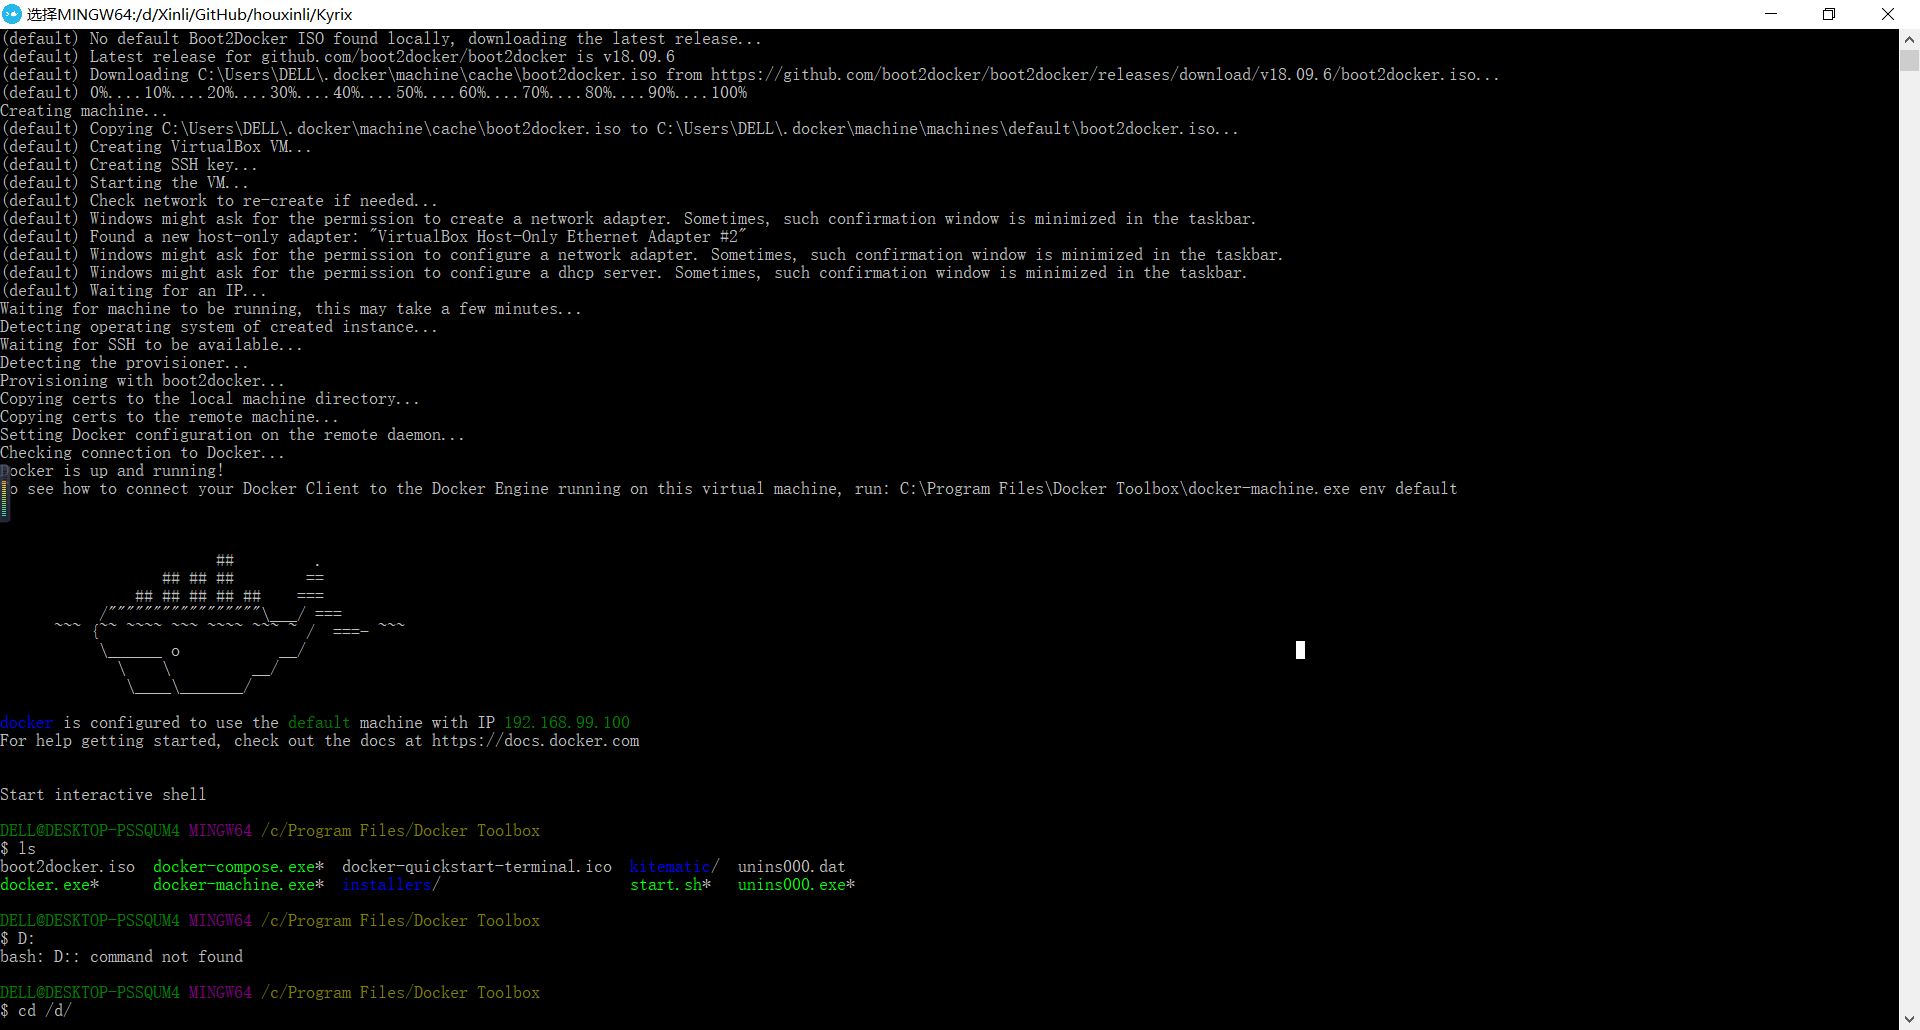 选择MINGW64:/d/Xinli/GitHub/houxinli/Kyrix
(default) No default Boot2Docker ISO found locally, downloading the latest release...
(default) Latest release for github.com/boot2docker/boot2docker is v18.09.6
(default) Downloading C:\Users\DELL\.docker\machine\cache\boot2docker.iso from https://github.com/boot2docker/boot2docker/releases/download/v18.09.6/boot2docker.iso...
(default) 0%....10%....20%....30%....40%....50%....60%....70%....80%....90%....100%
Creating machine...
(default) Copying C:\Users\DELL\.docker\machine\cache\boot2docker.iso to C:\Users\DELL\.docker\machine\machines\default\boot2docker.iso...
(default) Creating VirtualBox VM...
(default) Creating SSH key...
(default) Starting the VM...
(default) Check network to re-create if needed...
(default) Windows might ask for the permission to create a network adapter. Sometimes, such confirmation window is minimized in the taskbar.
(default) Found a new host-only adapter: "VirtualBox Host-Only Ethernet Adapter #2"
(default) Windows might ask for the permission to configure a network adapter. Sometimes, such confirmation window is minimized in the taskbar.
(default) Windows might ask for the permission to configure a dhcp server. Sometimes, such confirmation window is minimized in the taskbar.
(default) Waiting for an IP...
Waiting for machine to be running, this may take a few minutes...
Detecting operating system of created instance...
Waiting for SSH to be available...
Detecting the provisioner...
Provisioning with boot2docker...
Copying certs to the local machine directory...
Copying certs to the remote machine...
Setting Docker configuration on the remote daemon...
Checking connection to Docker...
Docker is up and running!
o see how to connect your Docker Client to the Docker Engine running on this virtual machine, run: C:\Program Files\Docker Toolbox\docker-machine.exe env default
                        ##         .
                  ## ## ##        ==
               ## ## ## ## ##    ===
           /"""""""""""""""""\___/ ===
      ~~~ {~~ ~~~~ ~~~ ~~~~ ~~~ ~ /  ===- ~~~
           \______ o           __/
             \    \         __/
              \____\_______/
docker is configured to use the default machine with IP 192.168.99.100
For help getting started, check out the docs at https://docs.docker.com
Start interactive shell
DELL@DESKTOP-PSSQUM4 MINGW64 /c/Program Files/Docker Toolbox
$ ls
boot2docker.iso  docker-compose.exe*  docker-quickstart-terminal.ico  kitematic/  unins000.dat
docker.exe*      docker-machine.exe*  installers/                     start.sh*   unins000.exe*
DELL@DESKTOP-PSSQUM4 MINGW64 /c/Program Files/Docker Toolbox
$ D:
bash: D:: command not found
DELL@DESKTOP-PSSQUM4 MINGW64 /c/Program Files/Docker Toolbox
$ cd /d/